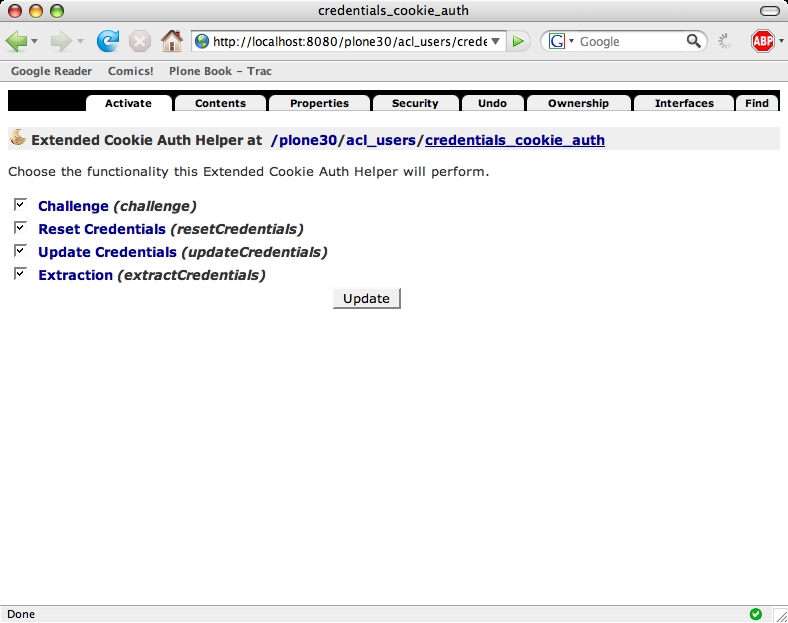 credentials_cookie_auth
http://localhost:8080/plone30/acl_users/crede
G Google
ABP
Google Reader Comics! Plone Book – Trac
Activate Contents Properties Security Undo Ownership Interfaces Find
Extended Cookie Auth Helper at /plone30/acl_users/credentials_cookie_auth
Choose the functionality this Extended Cookie Auth Helper will perform.
Challenge (challenge)
Reset Credentials (resetCredentials)
Update Credentials (updateCredentials)
Extraction (extractCredentials)
Update
Done